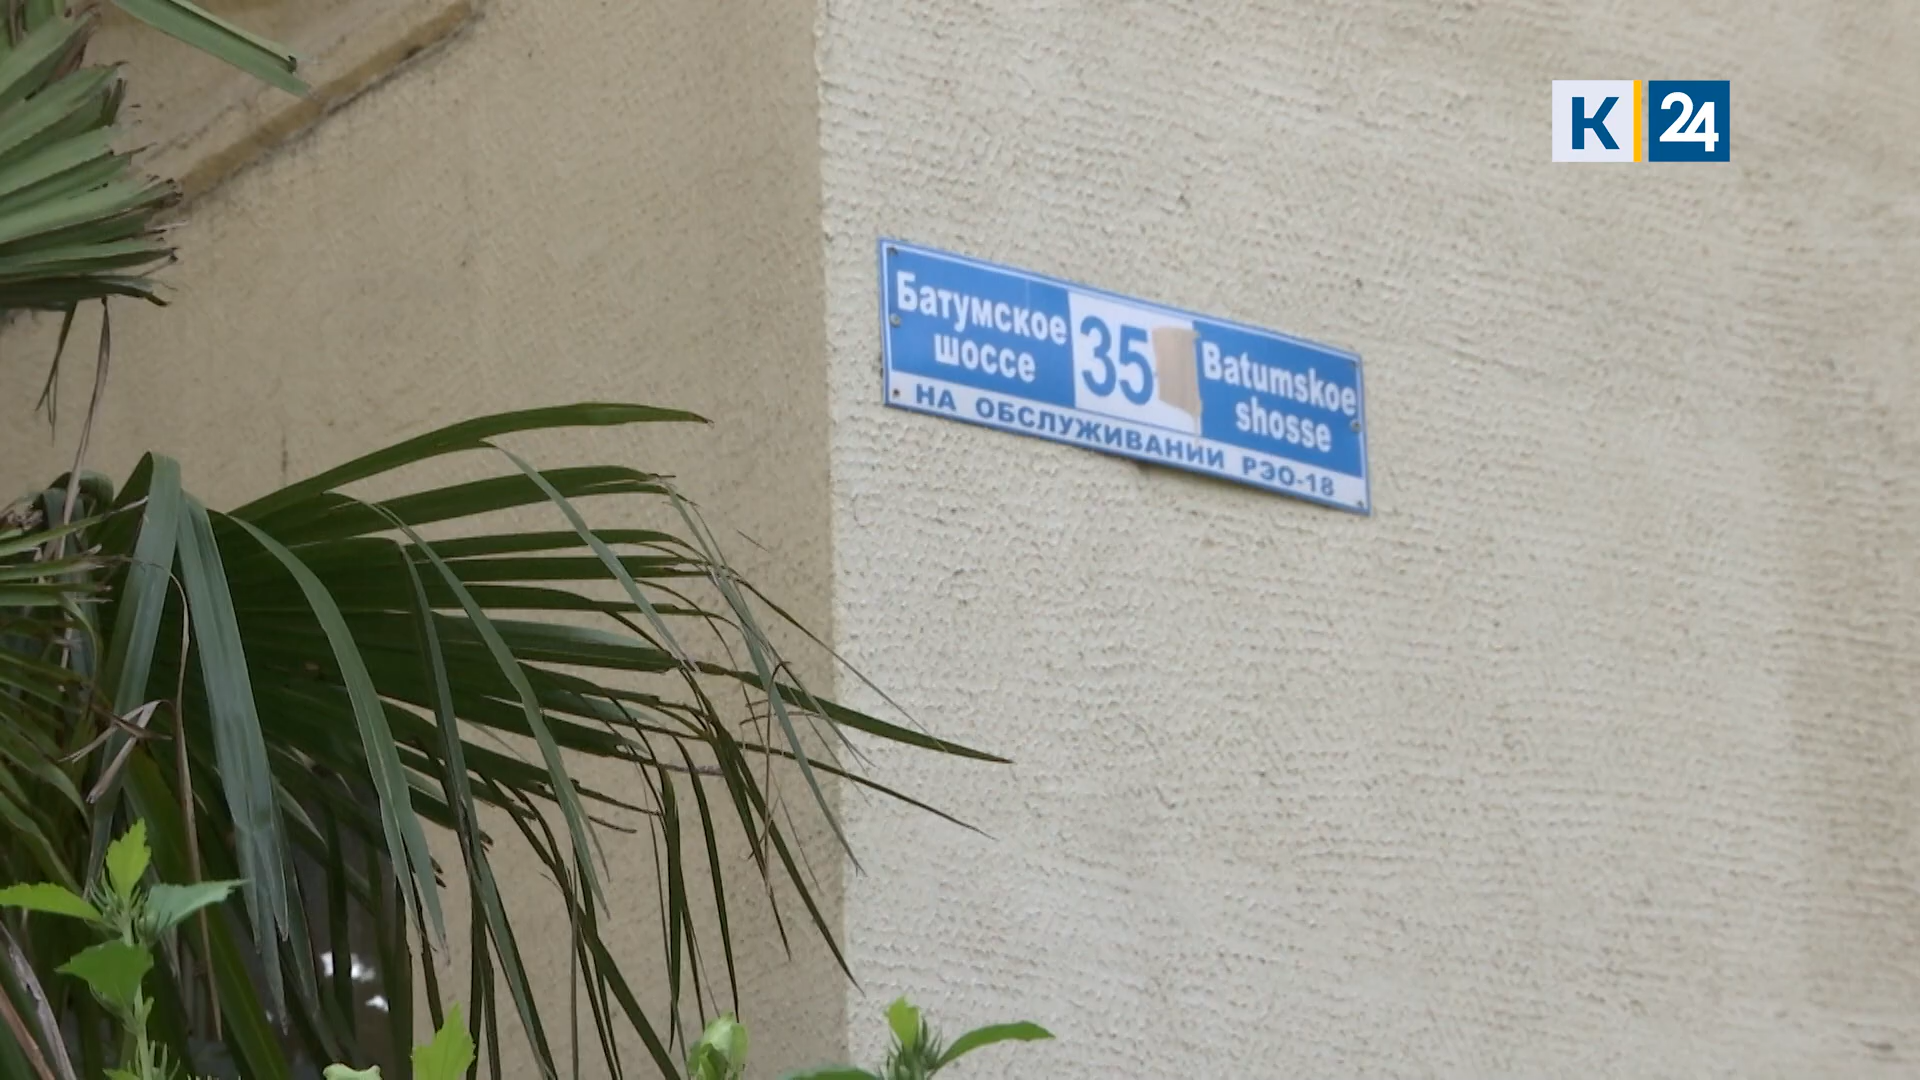 К 24
Батумское
шоссе
35
Batumskoe
shosse
НА ОБСЛУЖИВАНИИ РЭО-18